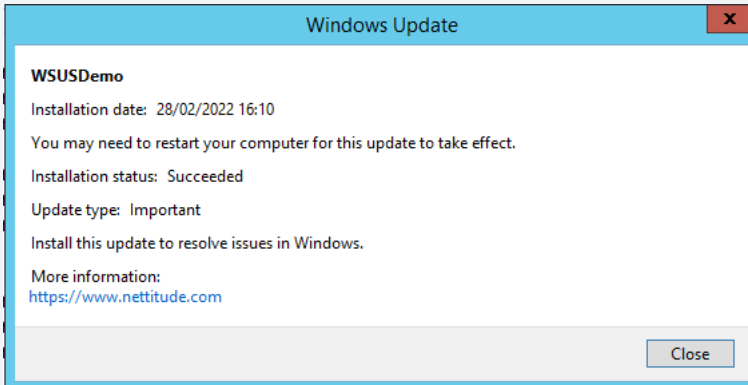 Windows Update
x
WSUSDemo
Installation date: 28/02/2022 16:10
You may need to restart your computer for this update to take effect.
Installation status: Succeeded
Update type: Important
Install this update to resolve issues in Windows.
More information:
https://www.nettitude.com
Close